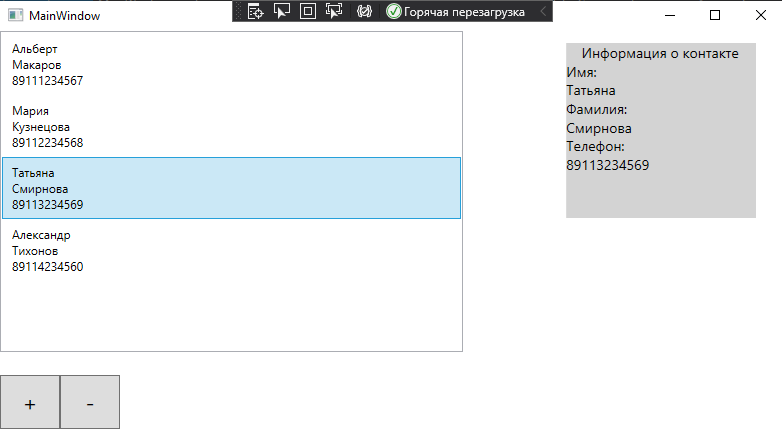 MainWindow
Горячая перезагрузка
Альберт
Макаров
89111234567
Мария
Кузнецова
89112234568
Татьяна
Смирнова
89113234569
Александр
Тихонов
89114234560
+
-
Информация о контакте
Имя:
Татьяна
Фамилия:
Смирнова
Телефон:
89113234569